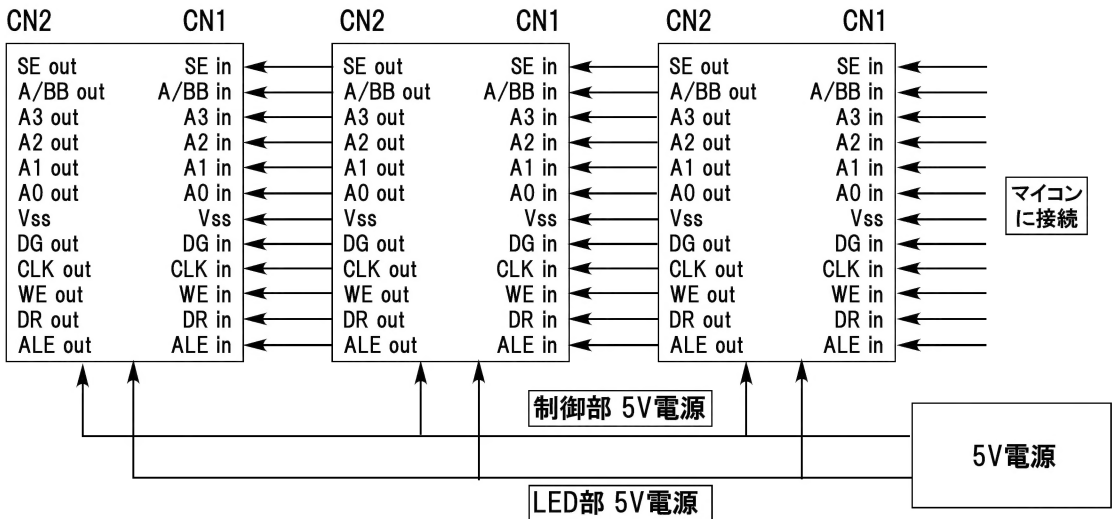 CN2 CN1 CN2 CN1 CN2 CN1
SE out SE in SE out SE in SE out SE in
A/BB out A/BB in A/BB out A/BB in A/BB out A/BB in
A3 out A3 in A3 out A3 in A3 out A3 in
A2 out A2 in A2 out A2 in A2 out A2 in
A1 out A1 in A1 out A1 in A1 out A1 in
A0 out A0 in A0 out A0 in A0 out A0 in
Vss Vss Vss Vss Vss Vss
DG out DG in DG out DG in DG out DG in
CLK out CLK in CLK out CLK in CLK out CLK in
WE out WE in WE out WE in WE out WE in
DR out DR in DR out DR in DR out DR in
ALE out ALE in ALE out ALE in ALE out ALE in
マイコン
に接続
制御部 5V電源
5V電源
LED部 5V電源